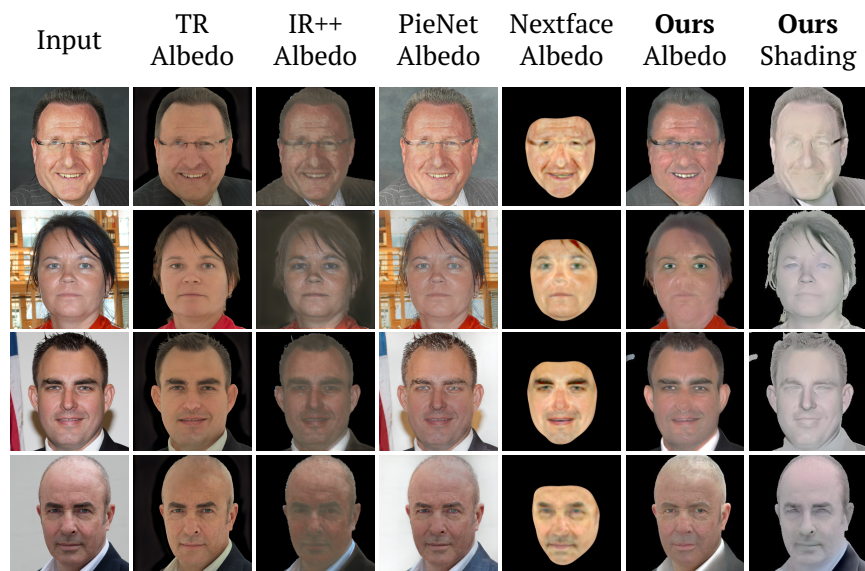 Input
TR
Albedo
IR++
Albedo
PieNet
Albedo
Nextface
Albedo
Ours
Albedo
Ours
Shading